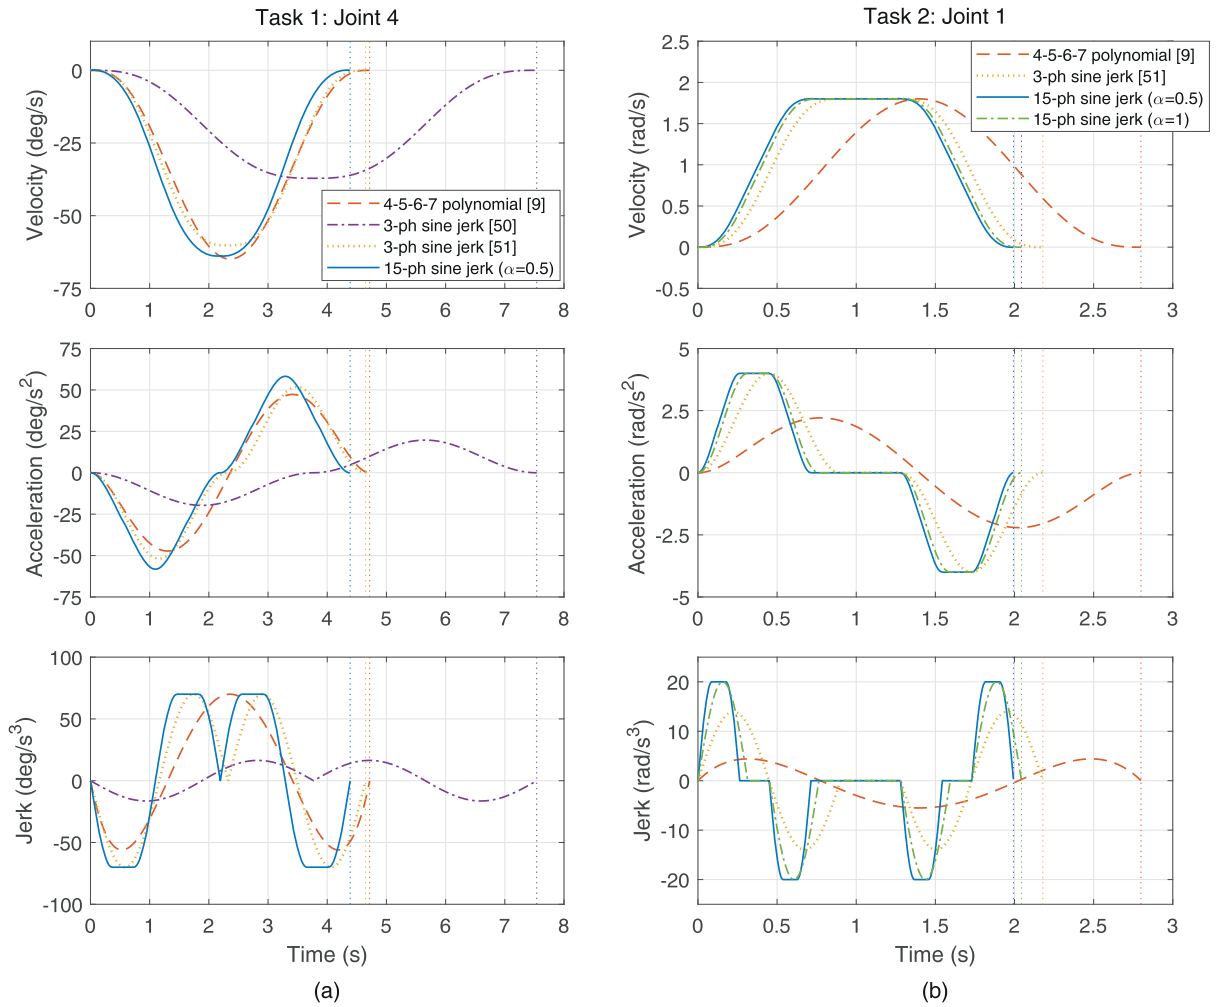 Task 1: Joint 4
Velocity (deg/s)
0
-25
-50
-75
4-5-6-7 polynomial [9]
3-ph sine jerk [50]
3-ph sine jerk [51]
15-ph sine jerk (α=0.5)
0 1 2 3 4 5 6 7 8
Acceleration (deg/s²)
75
50
25
0
-25
-50
-75
0 1 2 3 4 5 6 7 8
Jerk (deg/s³)
100
50
0
-50
-100
0 1 2 3 4 5 6 7 8
Time (s)
(a)
Task 2: Joint 1
Velocity (rad/s)
2.5
2
1.5
1
0.5
0
-0.5
4-5-6-7 polynomial [9]
3-ph sine jerk [51]
15-ph sine jerk (α=0.5)
15-ph sine jerk (α=1)
0 0.5 1 1.5 2 2.5 3
Acceleration (rad/s²)
5
2.5
0
-2.5
-5
0 0.5 1 1.5 2 2.5 3
Jerk (rad/s³)
20
10
0
-10
-20
0 0.5 1 1.5 2 2.5 3
Time (s)
(b)